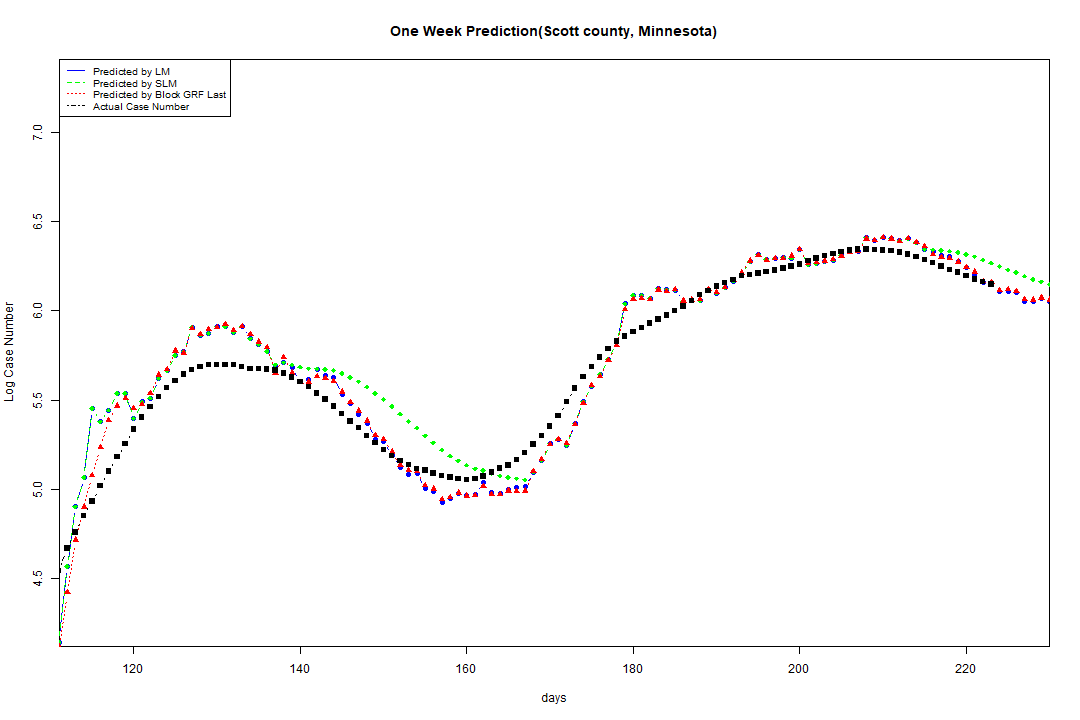 One Week Prediction(Scott county, Minnesota)
Predicted by LM
Predicted by SLM
Predicted by Block GRF Last
Actual Case Number
7.0
6.5
6.0
5.5
5.0
4.5
Log Case Number
120 140 160 180 200 220
days